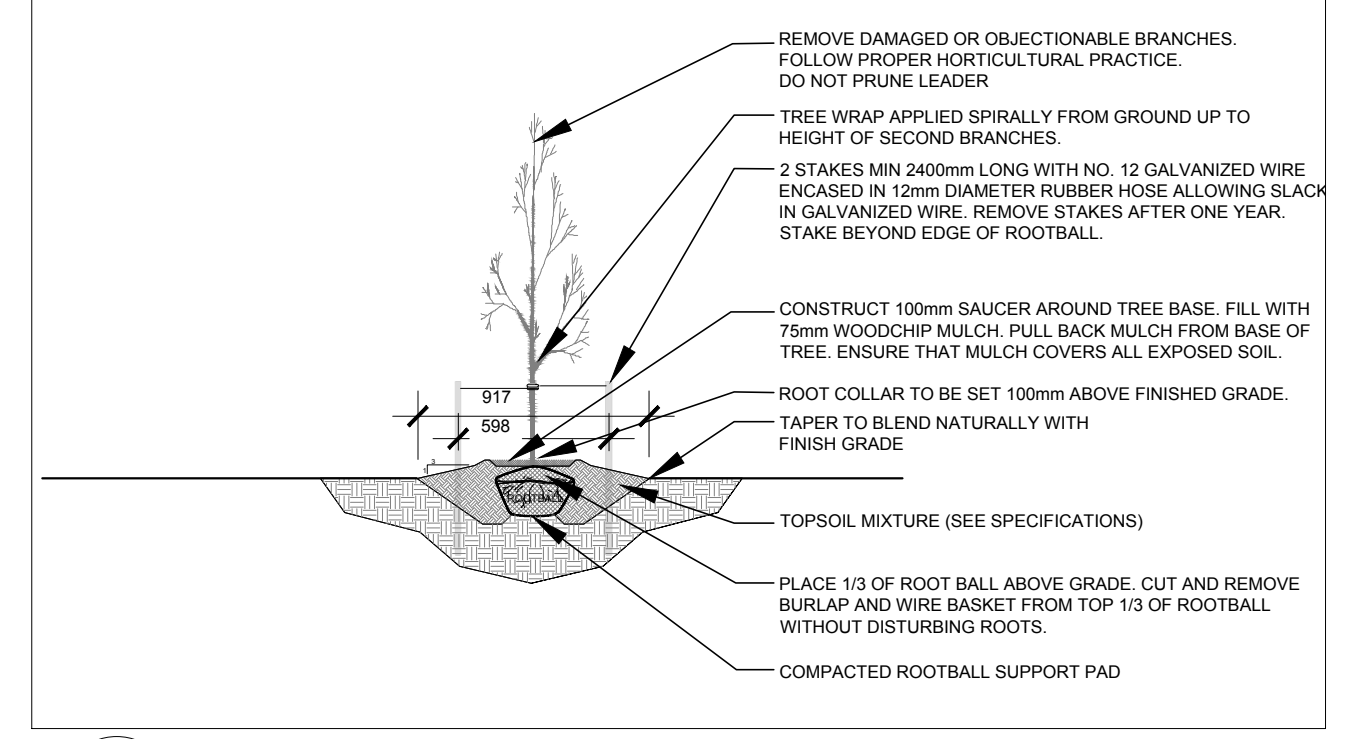 REMOVE DAMAGED OR OBJECTIONABLE BRANCHES.
FOLLOW PROPER HORTICULTURAL PRACTICE.
DO NOT PRUNE LEADER
TREE WRAP APPLIED SPIRALLY FROM GROUND UP TO
HEIGHT OF SECOND BRANCHES.
2 STAKES MIN 2400mm LONG WITH NO. 12 GALVANIZED WIRE
ENCASED IN 12mm DIAMETER RUBBER HOSE ALLOWING SLACK
IN GALVANIZED WIRE. REMOVE STAKES AFTER ONE YEAR.
STAKE BEYOND EDGE OF ROOTBALL.
CONSTRUCT 100mm SAUCER AROUND TREE BASE. FILL WITH
75mm WOODCHIP MULCH. PULL BACK MULCH FROM BASE OF
TREE. ENSURE THAT MULCH COVERS ALL EXPOSED SOIL.
917
ROOT COLLAR TO BE SET 100mm ABOVE FINISHED GRADE.
598
TAPER TO BLEND NATURALLY WITH
FINISH GRADE
3
1
ROOTBALL
TOPSOIL MIXTURE (SEE SPECIFICATIONS)
PLACE 1/3 OF ROOT BALL ABOVE GRADE. CUT AND REMOVE
BURLAP AND WIRE BASKET FROM TOP 1/3 OF ROOTBALL
WITHOUT DISTURBING ROOTS.
COMPACTED ROOTBALL SUPPORT PAD